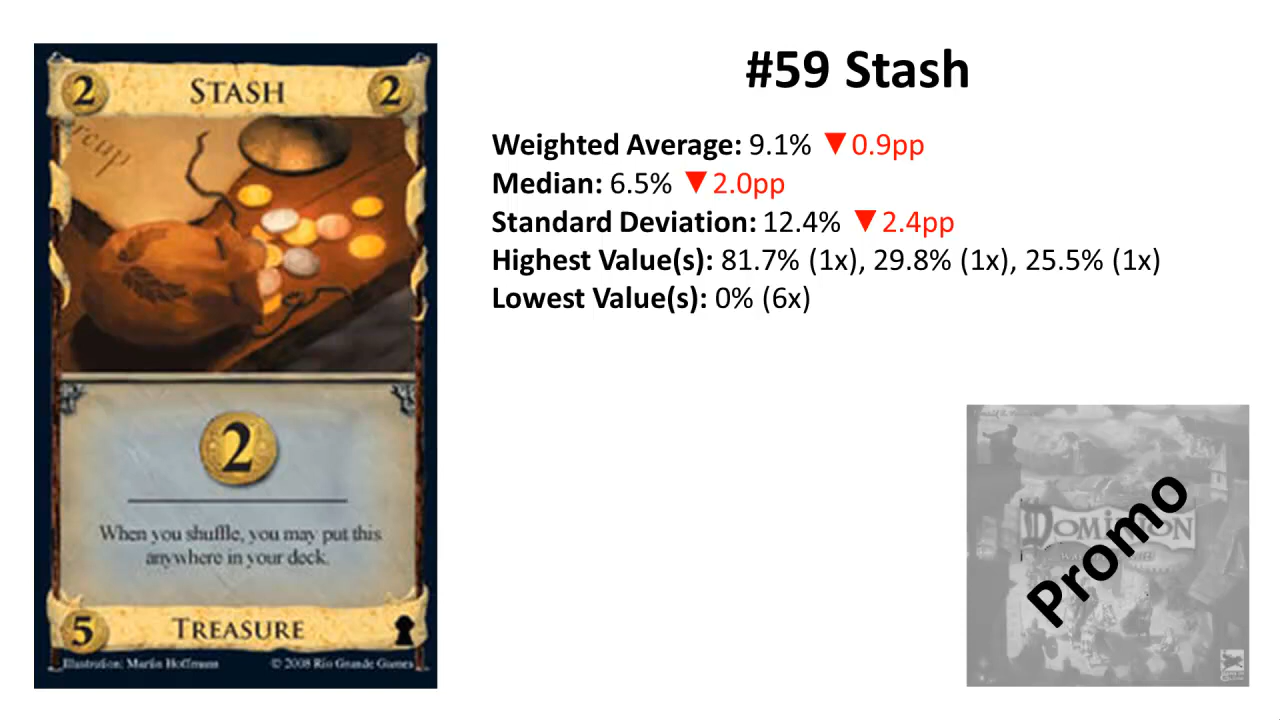 2 STASH 2
rcup
2
When you shuffle, you may put this
anywhere in your deck.
5 TREASURE
Illustration: Martin Hoffmann © 2008 Rio Grande Games
#59 Stash
Weighted Average: 9.1% ▼0.9pp
Median: 6.5% ▼2.0pp
Standard Deviation: 12.4% ▼2.4pp
Highest Value(s): 81.7% (1x), 29.8% (1x), 25.5% (1x)
Lowest Value(s): 0% (6x)
DOMINION
Promo